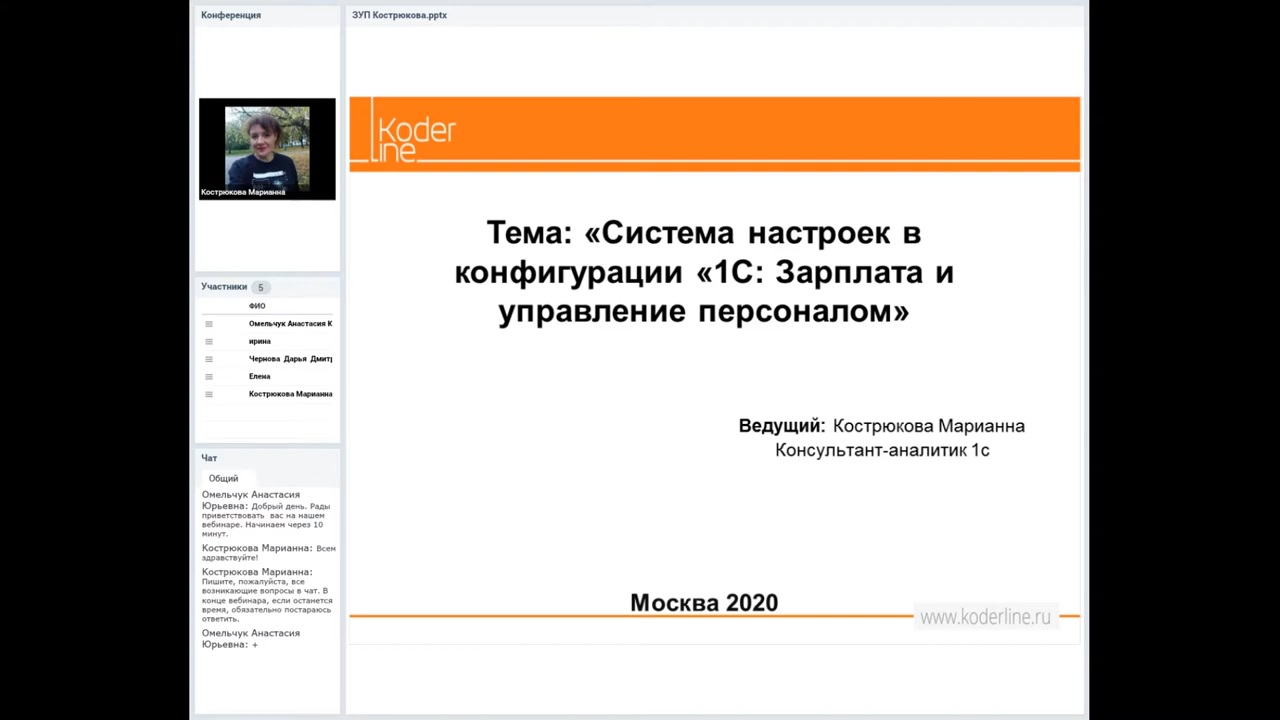 Конференция
Кострюкова Марианна
Участники 5
ФИО
Омельчук Анастасия К
ирина
Чернова Дарья Дмит
Елена
Кострюкова Марианна
Чат
Общий
Омельчук Анастасия
Юрьевна: Добрый день. Рады
приветствовать вас на нашем
вебинаре. Начинаем через 10
минут.
Кострюкова Марианна: Всем
здравствуйте!
Кострюкова Марианна:
Пишите, пожалуйста, все
возникающие вопросы в чат. В
конце вебинара, если останется
время, обязательно постараюсь
ответить.
Омельчук Анастасия
Юрьевна: +
ЗУП Кострюкова.pptx
Koder
line
Тема: «Система настроек в
конфигурации «1С: Зарплата и
управление персоналом»
Ведущий: Кострюкова Марианна
Консультант-аналитик 1с
Москва 2020
www.koderline.ru